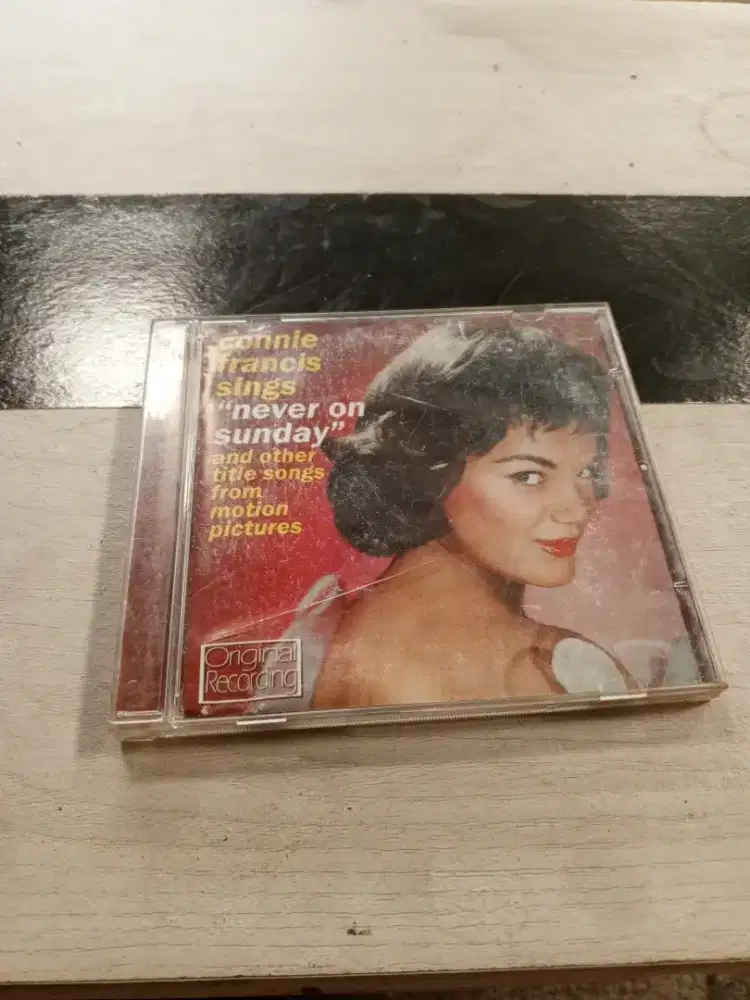 connie
francis
sings
"never on
sunday"
and other
title songs
from
motion
pictures
Original
Recording